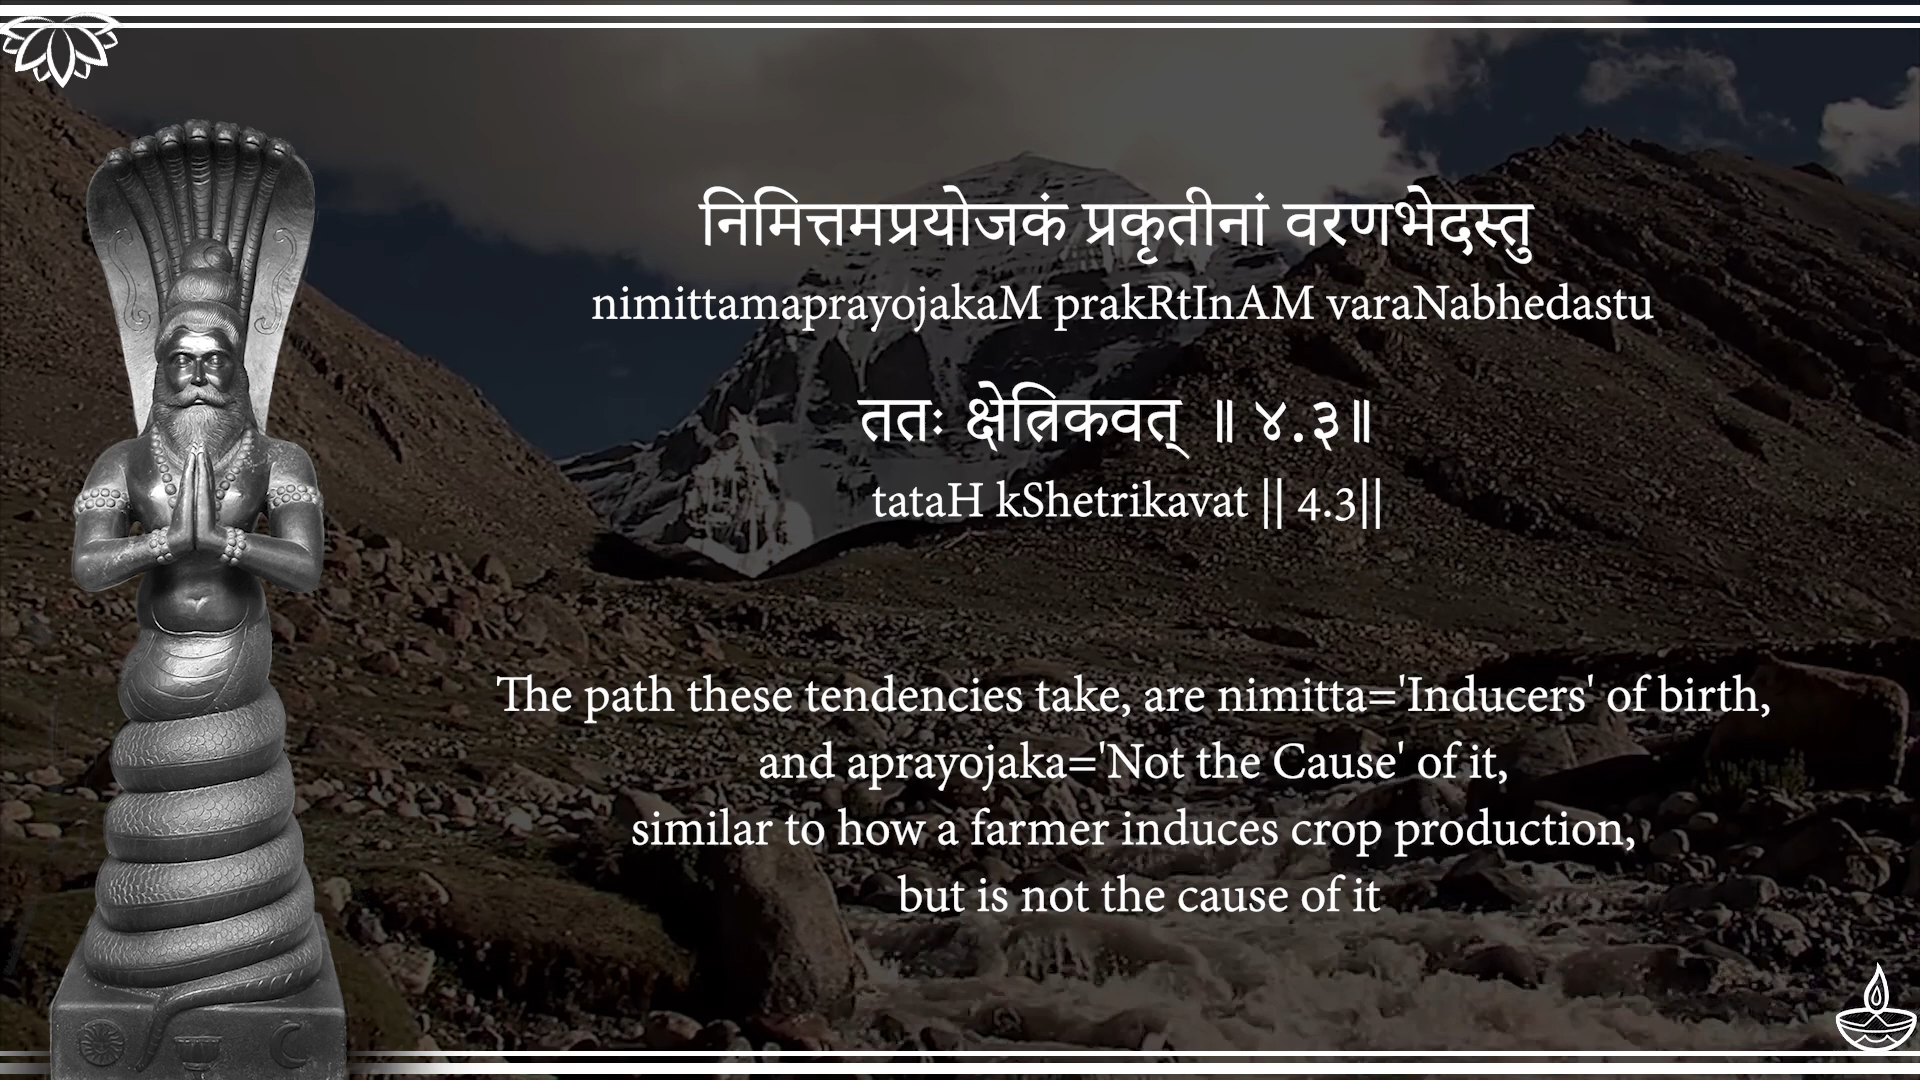 निमित्तमप्रयोजकं प्रकृतीनां वरणभेदस्तु
nimittamaprayojakaM prakRtInAM varaNabhedastu
ततः क्षेत्रिकवत् ॥ ४.३॥
tataH kShetrikavat || 4.3||
The path these tendencies take, are nimitta='Inducers' of birth,
and aprayojaka='Not the Cause' of it,
similar to how a farmer induces crop production,
but is not the cause of it